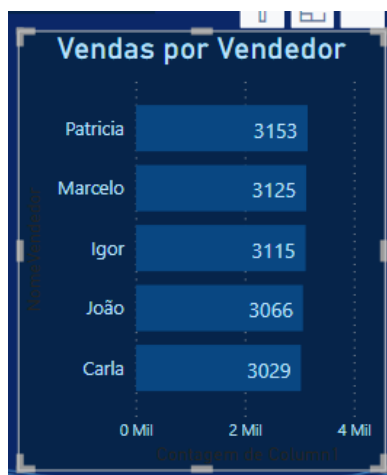 Vendas por Vendedor
Patricia 3153
Marcelo 3125
Igor 3115
João 3066
Carla 3029
NomeVendedor
0 Mil 2 Mil 4 Mil
Contagem de Column1